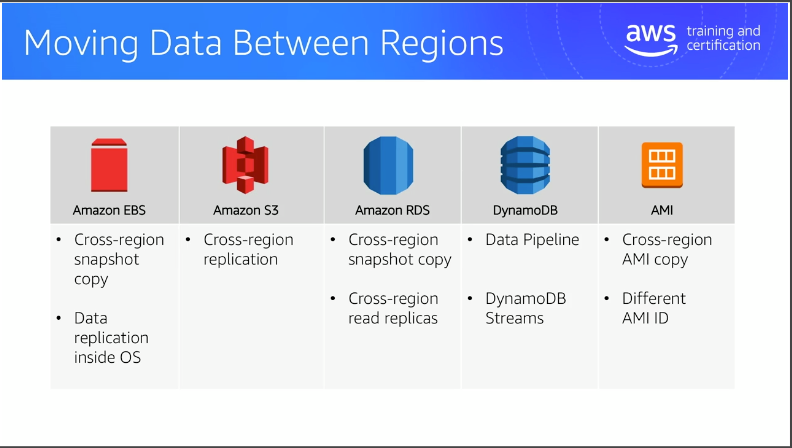 Moving Data Between Regions
aws training and
certification
Amazon EBS
Amazon S3
Amazon RDS
DynamoDB
AMI
• Cross-region
snapshot
copy
• Data
replication
inside OS
• Cross-region
replication
• Cross-region
snapshot copy
• Cross-region
read replicas
• Data Pipeline
• DynamoDB
Streams
• Cross-region
AMI copy
• Different
AMI ID